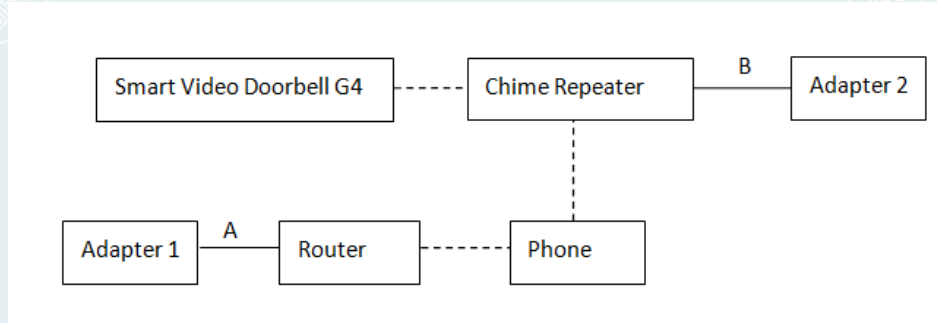 Smart Video Doorbell G4
Chime Repeater
B
Adapter 2
Adapter 1
A
Router
Phone